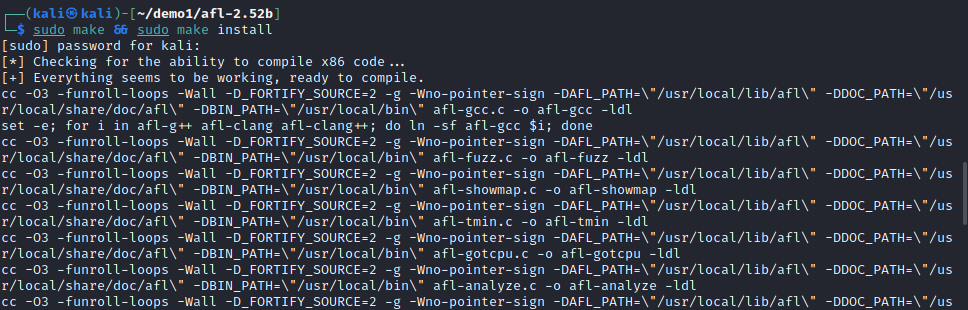 ┌──(kali㉿kali)-[~/demo1/afl-2.52b]
└─$ sudo make && sudo make install
[sudo] password for kali:
[*] Checking for the ability to compile x86 code...
[+] Everything seems to be working, ready to compile.
cc -O3 -funroll-loops -Wall -D_FORTIFY_SOURCE=2 -g -Wno-pointer-sign -DAFL_PATH=\"/usr/local/lib/afl\" -DDOC_PATH=\"/us
r/local/share/doc/afl\" -DBIN_PATH=\"/usr/local/bin\" afl-gcc.c -o afl-gcc -ldl
set -e; for i in afl-g++ afl-clang afl-clang++; do ln -sf afl-gcc $i; done
cc -O3 -funroll-loops -Wall -D_FORTIFY_SOURCE=2 -g -Wno-pointer-sign -DAFL_PATH=\"/usr/local/lib/afl\" -DDOC_PATH=\"/us
r/local/share/doc/afl\" -DBIN_PATH=\"/usr/local/bin\" afl-fuzz.c -o afl-fuzz -ldl
cc -O3 -funroll-loops -Wall -D_FORTIFY_SOURCE=2 -g -Wno-pointer-sign -DAFL_PATH=\"/usr/local/lib/afl\" -DDOC_PATH=\"/us
r/local/share/doc/afl\" -DBIN_PATH=\"/usr/local/bin\" afl-showmap.c -o afl-showmap -ldl
cc -O3 -funroll-loops -Wall -D_FORTIFY_SOURCE=2 -g -Wno-pointer-sign -DAFL_PATH=\"/usr/local/lib/afl\" -DDOC_PATH=\"/us
r/local/share/doc/afl\" -DBIN_PATH=\"/usr/local/bin\" afl-tmin.c -o afl-tmin -ldl
cc -O3 -funroll-loops -Wall -D_FORTIFY_SOURCE=2 -g -Wno-pointer-sign -DAFL_PATH=\"/usr/local/lib/afl\" -DDOC_PATH=\"/us
r/local/share/doc/afl\" -DBIN_PATH=\"/usr/local/bin\" afl-gotcpu.c -o afl-gotcpu -ldl
cc -O3 -funroll-loops -Wall -D_FORTIFY_SOURCE=2 -g -Wno-pointer-sign -DAFL_PATH=\"/usr/local/lib/afl\" -DDOC_PATH=\"/us
r/local/share/doc/afl\" -DBIN_PATH=\"/usr/local/bin\" afl-analyze.c -o afl-analyze -ldl
cc -O3 -funroll-loops -Wall -D_FORTIFY_SOURCE=2 -g -Wno-pointer-sign -DAFL_PATH=\"/usr/local/lib/afl\" -DDOC_PATH=\"/us